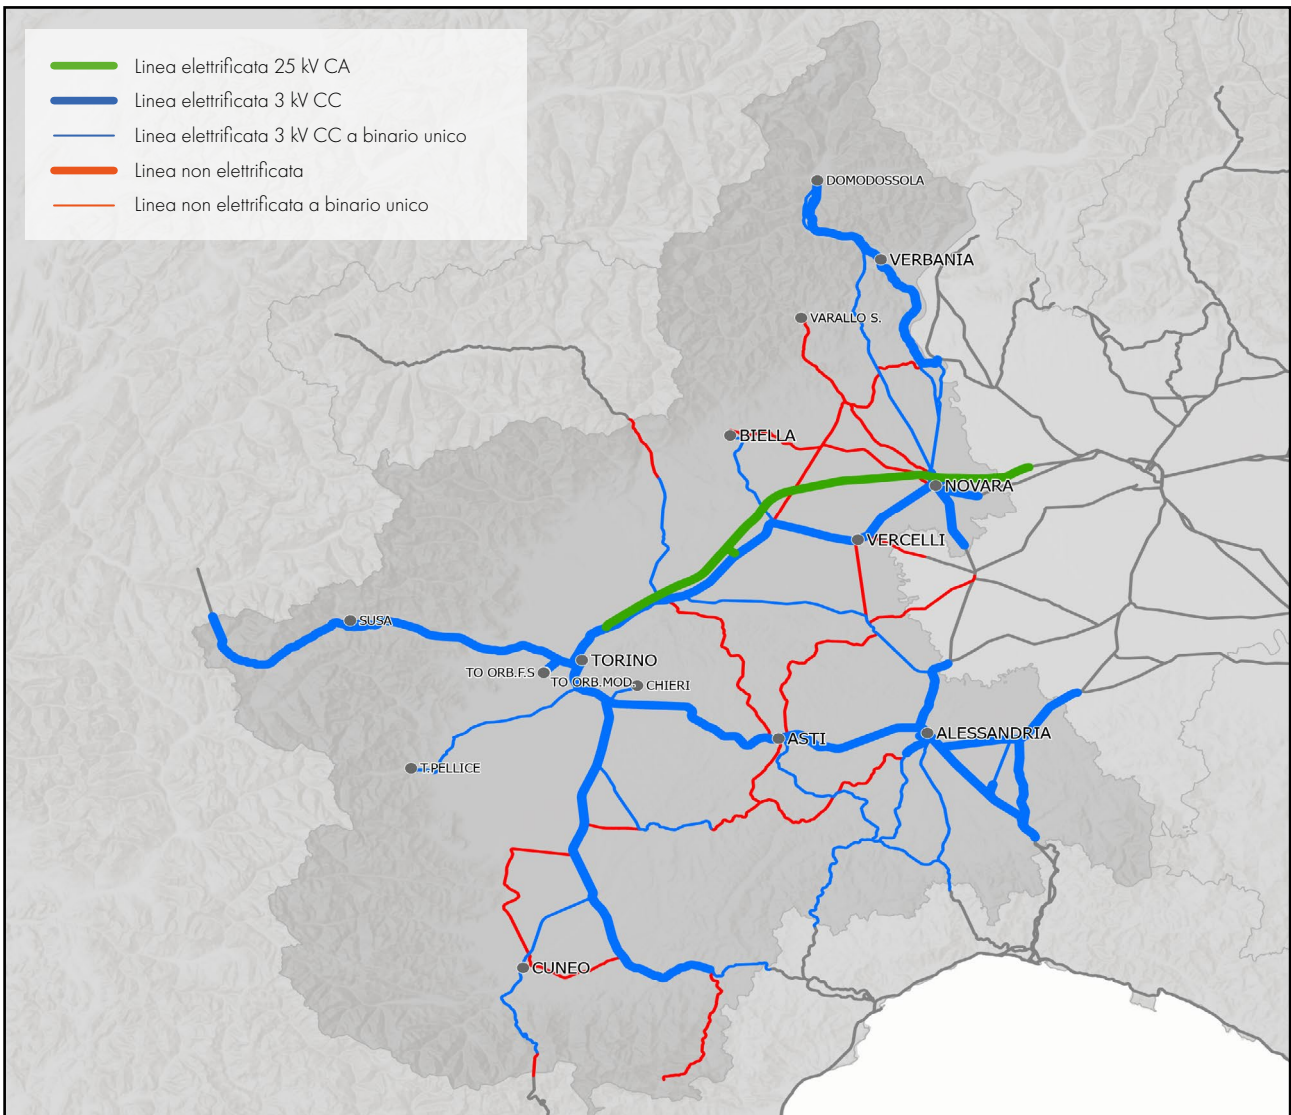 Linea elettrificata 25 kV CA
Linea elettrificata 3 kV CC
Linea elettrificata 3 kV CC a binario unico
Linea non elettrificata
Linea non elettrificata a binario unico
DOMODOSSOLA
VERBANIA
VARALLO S.
BIELLA
NOVARA
VERCELLI
SUSA
TORINO
TO ORB.F.S
TO ORB.MOD.
CHIERI
ASTI
ALESSANDRIA
T.PELLICE
CUNEO